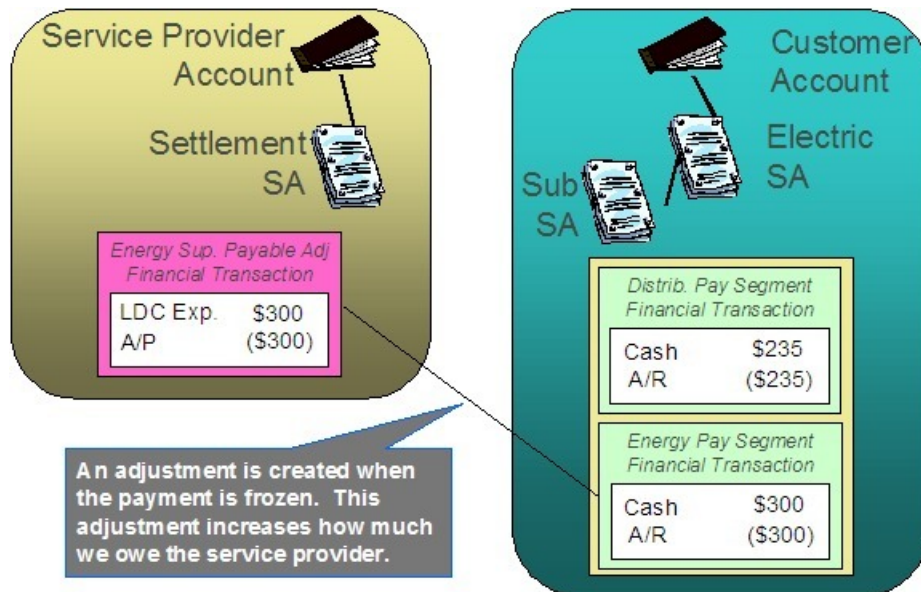 Service Provider
Account
Settlement
SA
Energy Sup. Payable Adj
Financial Transaction
LDC Exp. $300
A/P ($300)
An adjustment is created when
the payment is frozen. This
adjustment increases how much
we owe the service provider.
Customer
Account
Electric
SA
Sub
SA
Distrib. Pay Segment
Financial Transaction
Cash $235
A/R ($235)
Energy Pay Segment
Financial Transaction
Cash $300
A/R ($300)